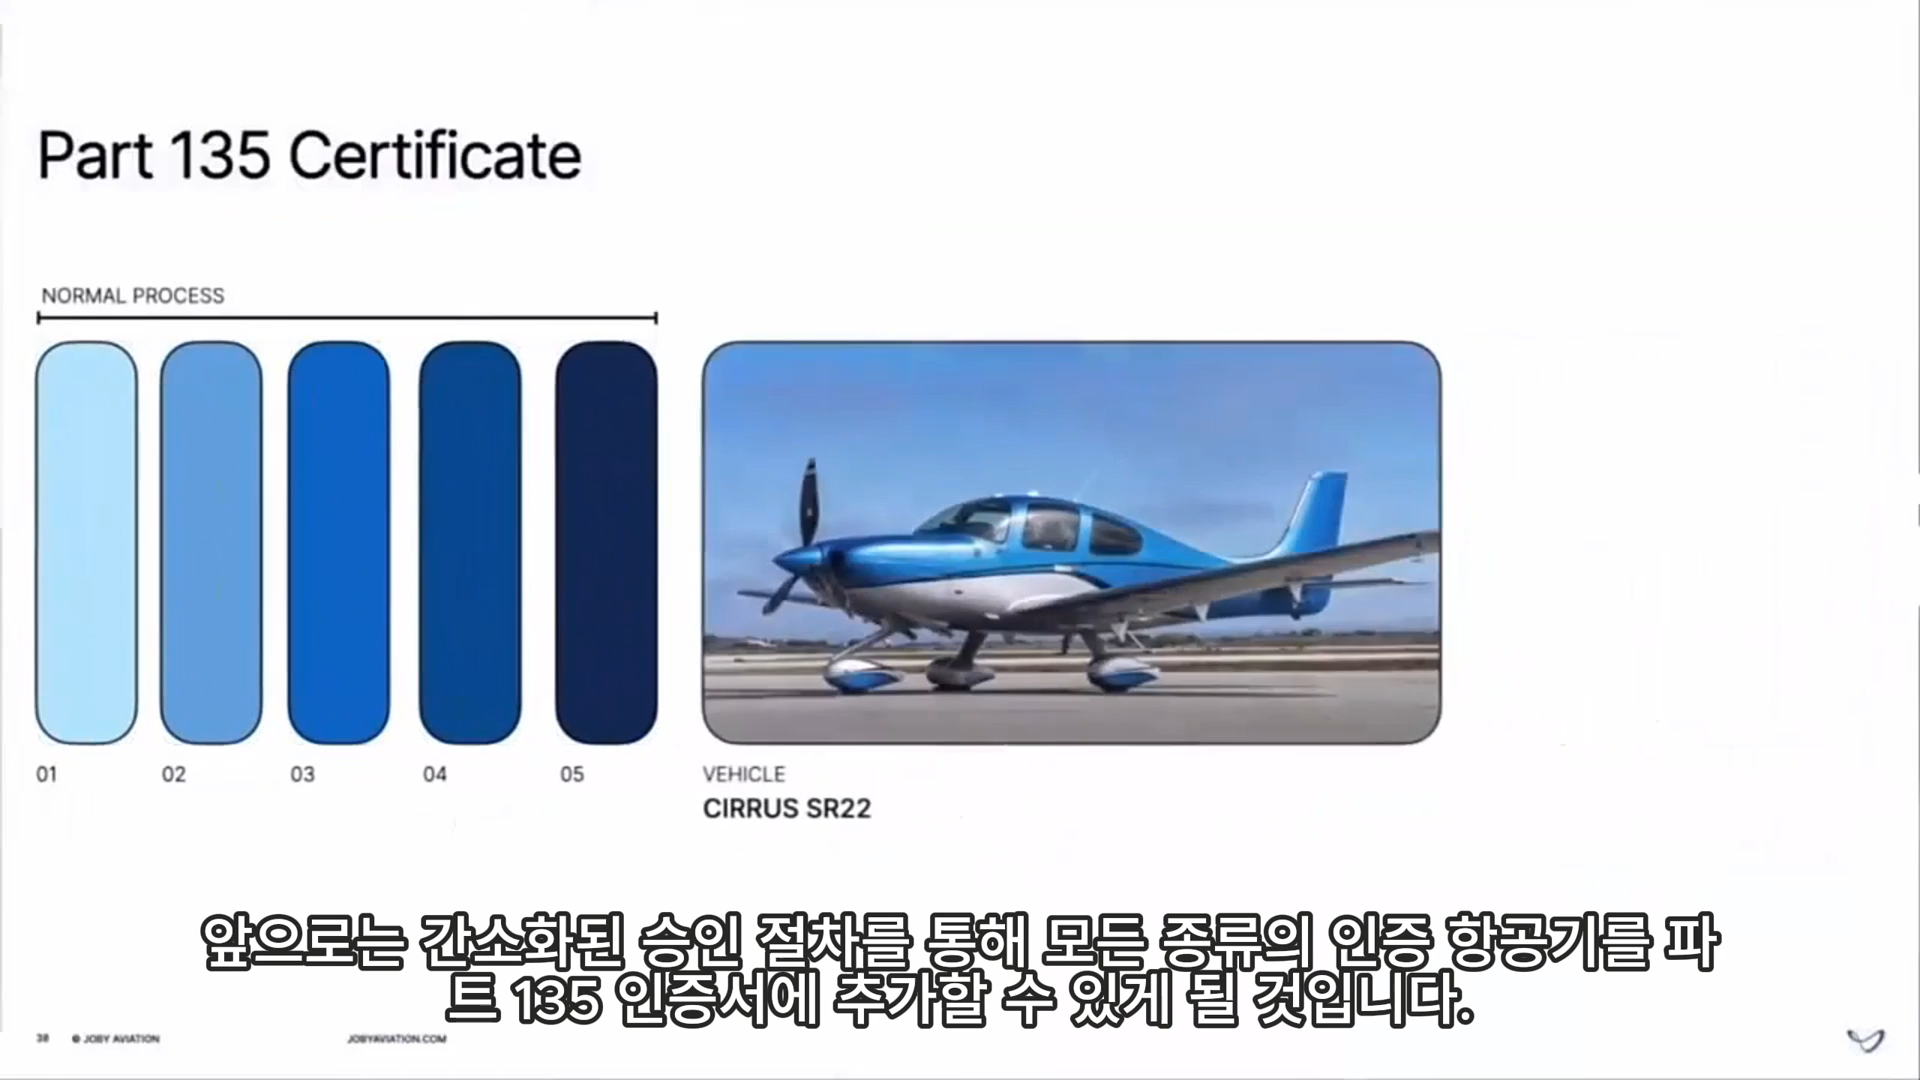 Part 135 Certificate
NORMAL PROCESS
01 02 03 04 05
VEHICLE
CIRRUS SR22
앞으로는 간소화된 승인 절차를 통해 모든 종류의 인증 항공기를 파
트 135 인증서에 추가할 수 있게 될 것입니다.
38 © JOBY AVIATION JOBYAVIATION.COM